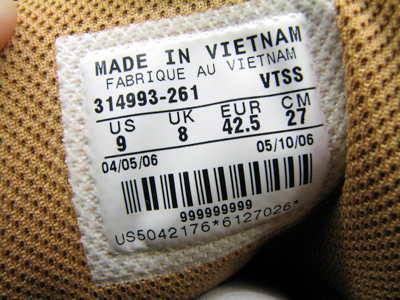 MADE IN VIETNAM
FABRIQUE AU VIETNAM
314993-261 VTSS
US UK EUR CM
9 8 42.5 27
04/05/06 05/10/06
999999999
US5042176*6127026*